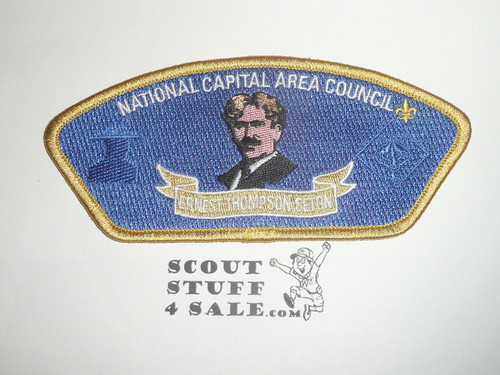 NATIONAL CAPITAL AREA COUNCIL
ERNEST THOMPSON SETON
SCOUT
STUFF
4 SALE.COM